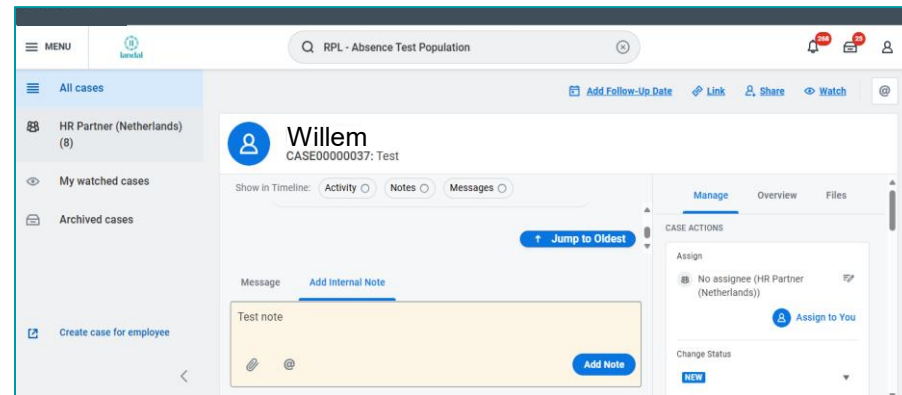 MENU
landal
RPL - Absence Test Population
268
25
All cases
Add Follow-Up Date
Link
Share
Watch
@
HR Partner (Netherlands)
(8)
Willem
CASE00000037: Test
My watched cases
Show in Timeline: Activity Notes Messages
Manage Overview Files
Archived cases
CASE ACTIONS
↑ Jump to Oldest
Assign
No assignee (HR Partner
(Netherlands))
Message Add Internal Note
Assign to You
Test note
Create case for employee
Change Status
@
Add Note
NEW